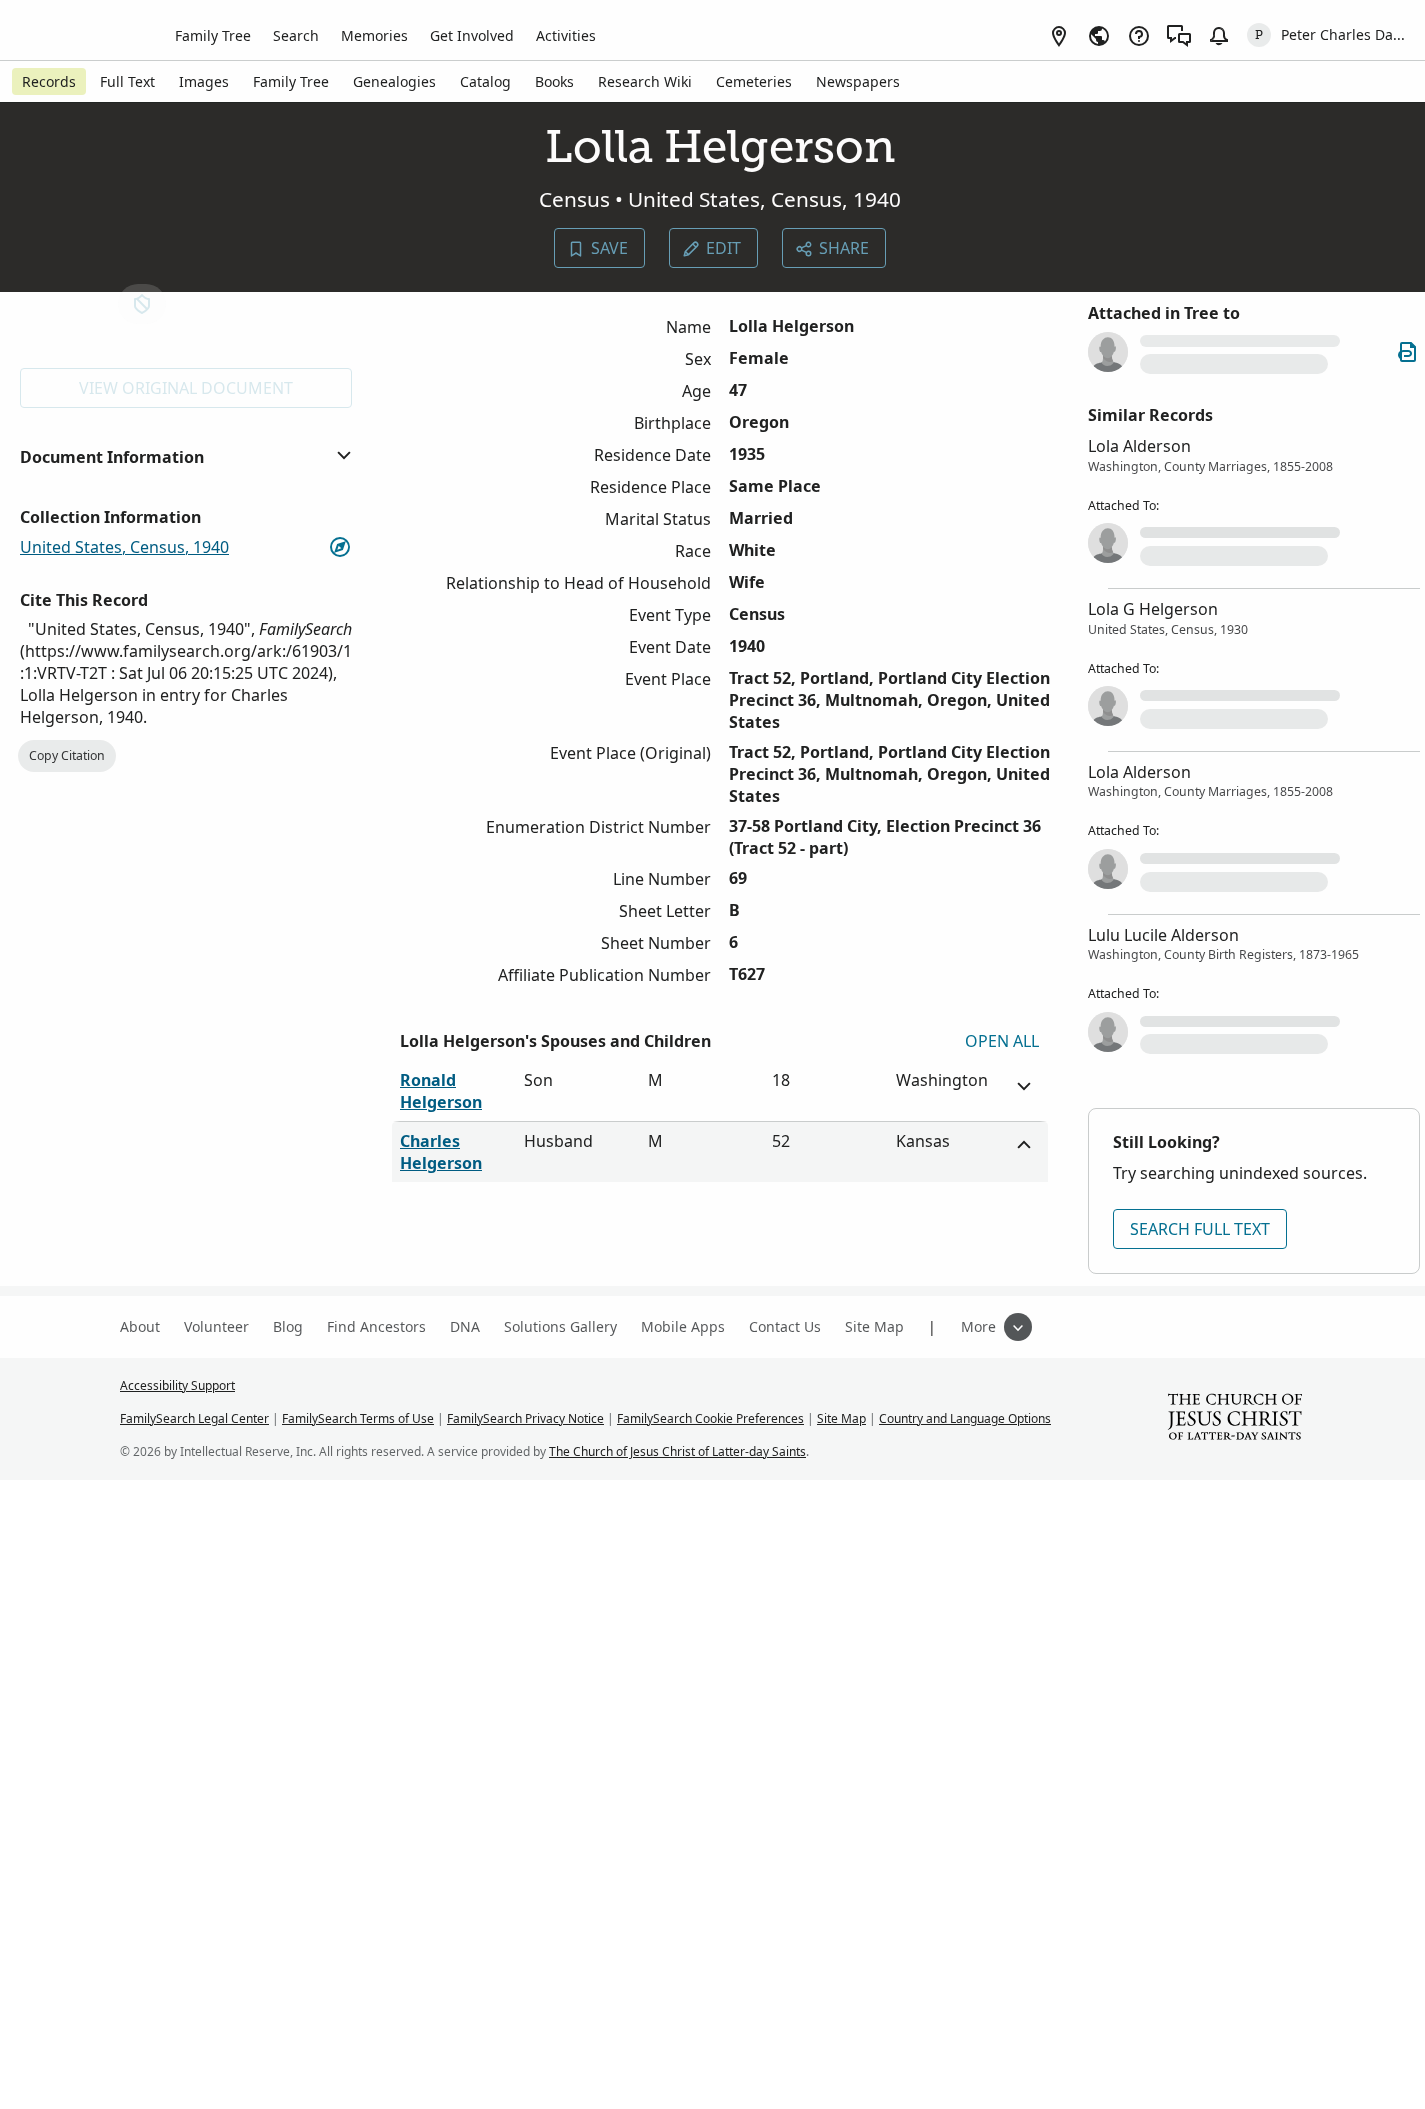 Family Tree Search Memories Get Involved Activities
P Peter Charles Da...
Records Full Text Images Family Tree Genealogies Catalog Books Research Wiki Cemeteries Newspapers
Lolla Helgerson
Census • United States, Census, 1940
SAVE EDIT SHARE
VIEW ORIGINAL DOCUMENT
Document Information
Collection Information
United States, Census, 1940
Cite This Record
"United States, Census, 1940", FamilySearch
(https://www.familysearch.org/ark:/61903/1
:1:VRTV-T2T : Sat Jul 06 20:15:25 UTC 2024),
Lolla Helgerson in entry for Charles
Helgerson, 1940.
Copy Citation
Name Lolla Helgerson
Sex Female
Age 47
Birthplace Oregon
Residence Date 1935
Residence Place Same Place
Marital Status Married
Race White
Relationship to Head of Household Wife
Event Type Census
Event Date 1940
Event Place Tract 52, Portland, Portland City Election
Precinct 36, Multnomah, Oregon, United
States
Event Place (Original) Tract 52, Portland, Portland City Election
Precinct 36, Multnomah, Oregon, United
States
Enumeration District Number 37-58 Portland City, Election Precinct 36
(Tract 52 - part)
Line Number 69
Sheet Letter B
Sheet Number 6
Affiliate Publication Number T627
Lolla Helgerson's Spouses and Children OPEN ALL
Ronald Son M 18 Washington
Helgerson
Charles Husband M 52 Kansas
Helgerson
Attached in Tree to
Similar Records
Lola Alderson
Washington, County Marriages, 1855-2008
Attached To:
Lola G Helgerson
United States, Census, 1930
Attached To:
Lola Alderson
Washington, County Marriages, 1855-2008
Attached To:
Lulu Lucile Alderson
Washington, County Birth Registers, 1873-1965
Attached To:
Still Looking?
Try searching unindexed sources.
SEARCH FULL TEXT
About Volunteer Blog Find Ancestors DNA Solutions Gallery Mobile Apps Contact Us Site Map | More
Accessibility Support
FamilySearch Legal Center | FamilySearch Terms of Use | FamilySearch Privacy Notice | FamilySearch Cookie Preferences | Site Map | Country and Language Options
© 2026 by Intellectual Reserve, Inc. All rights reserved. A service provided by The Church of Jesus Christ of Latter-day Saints.
THE CHURCH OF
JESUS CHRIST
OF LATTER-DAY SAINTS